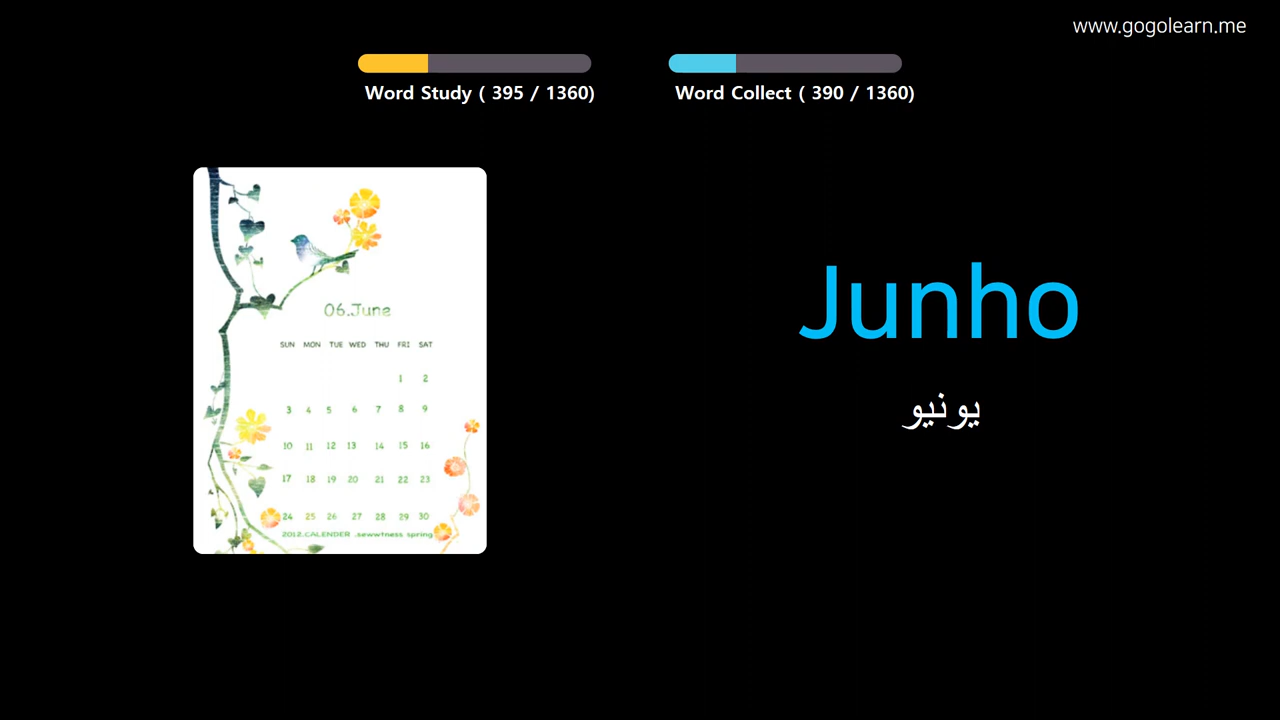 www.gogolearn.me
Word Study ( 395 / 1360)
Word Collect ( 390 / 1360)
06.June
SUN MON TUE WED THU FRI SAT
1 2
3 4 5 6 7 8 9
10 11 12 13 14 15 16
17 18 19 20 21 22 23
24 25 26 27 28 29 30
2012.CALENDER .sewwtness spring
Junho
يونيو